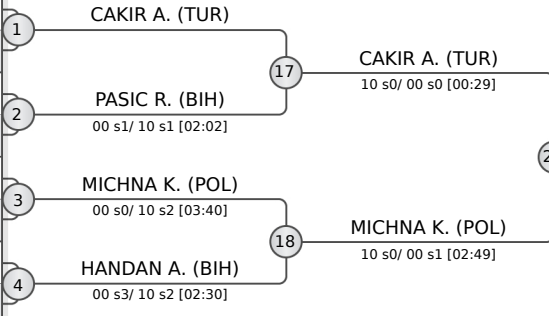 CAKIR A. (TUR)
1
17
CAKIR A. (TUR)
10 s0/ 00 s0 [00:29]
PASIC R. (BIH)
2
00 s1/ 10 s1 [02:02]
MICHNA K. (POL)
3
00 s0/ 10 s2 [03:40]
18
MICHNA K. (POL)
10 s0/ 00 s1 [02:49]
HANDAN A. (BIH)
4
00 s3/ 10 s2 [02:30]